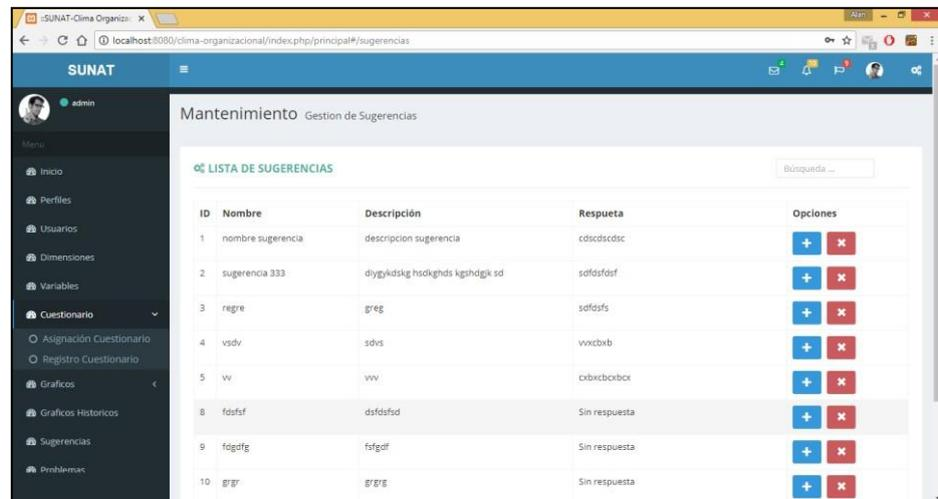 :SUNAT-Clima Organizac
Alan
localhost:8080/clima-organizacional/index.php/principal#/sugerencias
SUNAT
4
10
9
admin
Menu
Inicio
Perfiles
Usuarios
Dimensiones
Variables
Cuestionario
Asignación Cuestionario
Registro Cuestionario
Graficos
Graficos Historicos
Sugerencias
Problemas
Mantenimiento Gestion de Sugerencias
LISTA DE SUGERENCIAS
Búsqueda ...
ID Nombre Descripción Respueta Opciones
1 nombre sugerencia descripcion sugerencia cdscdscdsc
2 sugerencia 333 diygykdskg hsdkghds kgshdgjk sd sdfdsfdsf
3 regre greg sdfdsfs
4 vsdv sdvs vvxcbxb
5 vv vvv cxbxcbcxbcx
8 fdsfsf dsfdsfsd Sin respuesta
9 fdgdfg fsfgdf Sin respuesta
10 grgr grgrg Sin respuesta